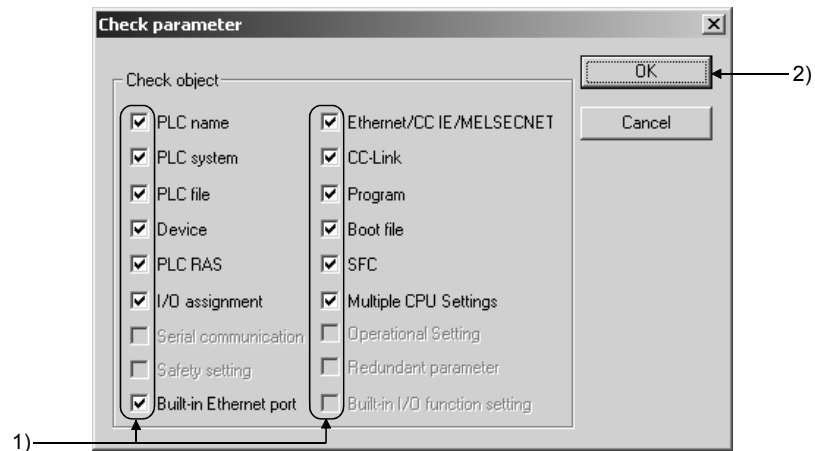 Check parameter
OK
2)
Check object
PLC name
Ethernet/CC IE/MELSECNET
Cancel
PLC system
CC-Link
PLC file
Program
Device
Boot file
PLC RAS
SFC
I/O assignment
Multiple CPU Settings
Serial communication
Operational Setting
Safety setting
Redundant parameter
Built-in Ethernet port
Built-in I/O function setting
1)